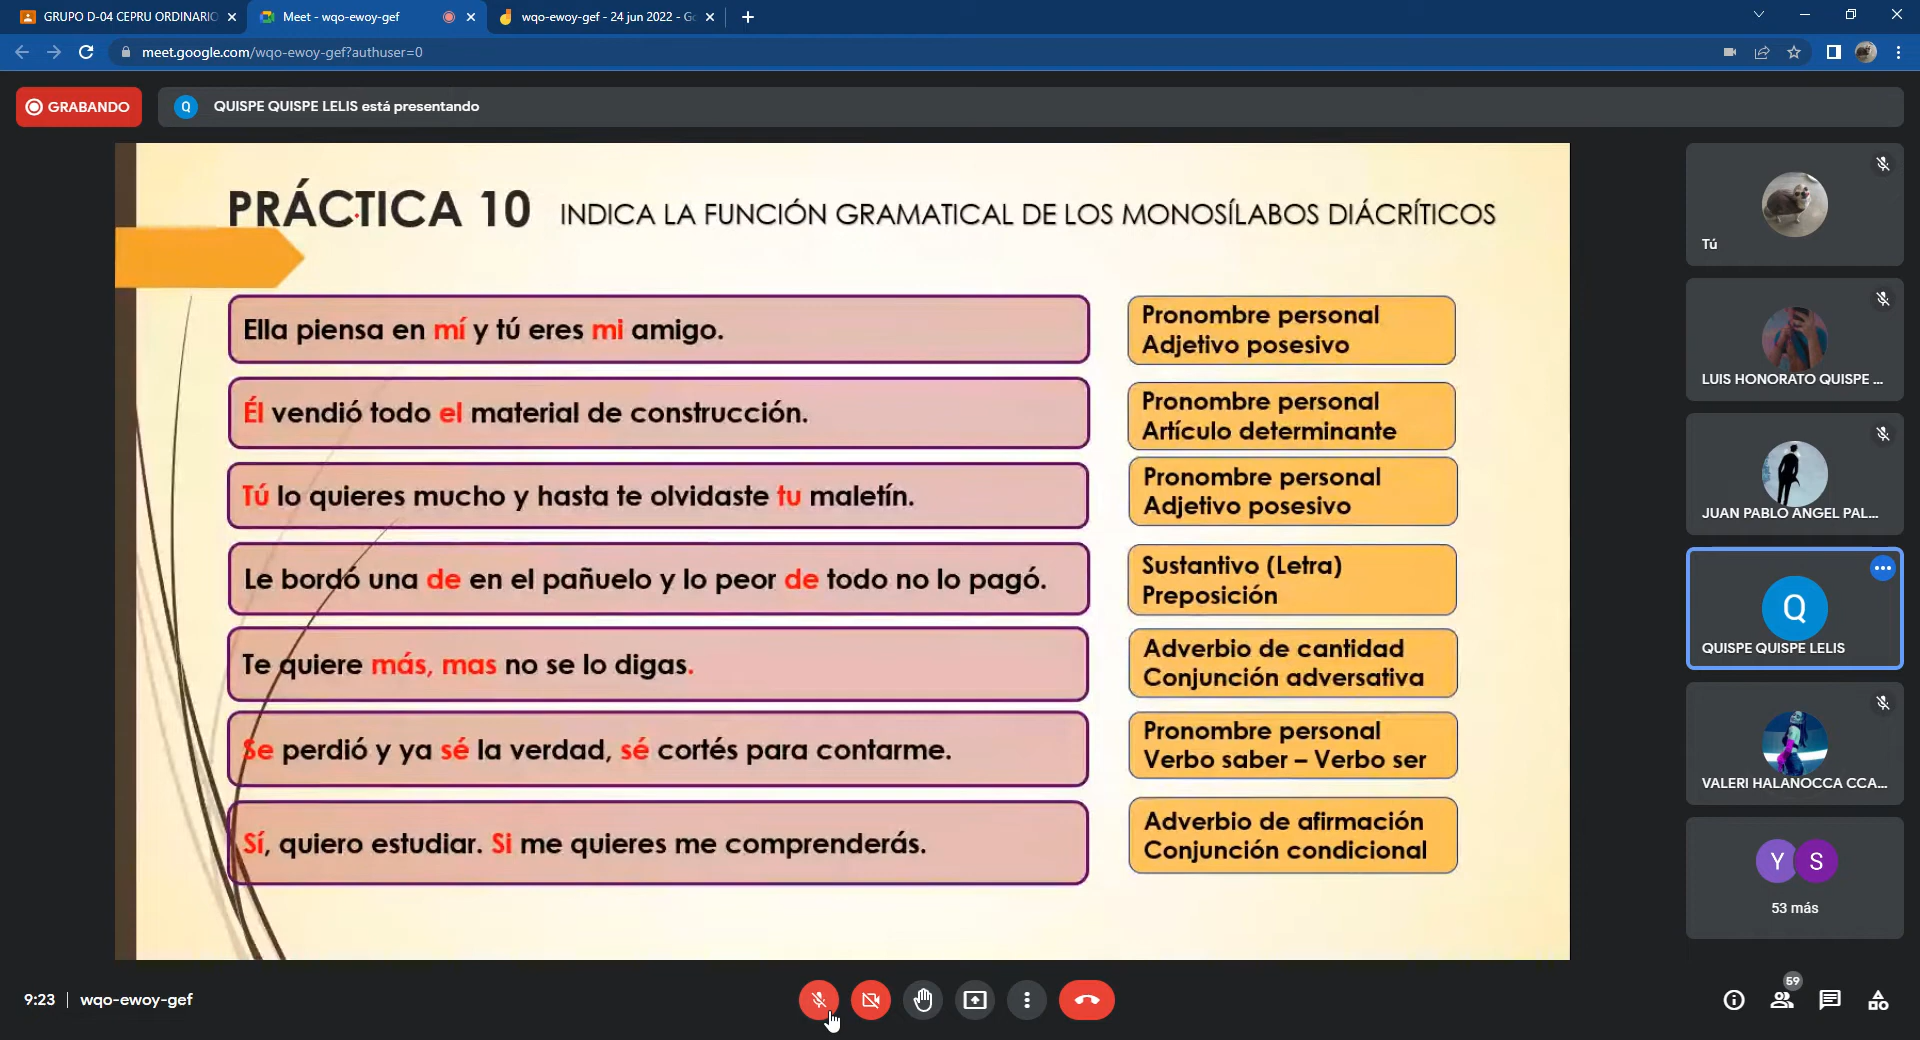 GRUPO D-04 CEPRU ORDINARIO
Meet - wqo-ewoy-gef
wqo-ewoy-gef - 24 jun 2022 - Go
meet.google.com/wqo-ewoy-gef?authuser=0
GRABANDO
Q QUISPE QUISPE LELIS está presentando
PRÁCTICA 10 INDICA LA FUNCIÓN GRAMATICAL DE LOS MONOSÍLABOS DIÁCRÍTICOS
Ella piensa en mí y tú eres mi amigo.
Pronombre personal
Adjetivo posesivo
Él vendió todo el material de construcción.
Pronombre personal
Artículo determinante
Tú lo quieres mucho y hasta te olvidaste tu maletín.
Pronombre personal
Adjetivo posesivo
Le bordó una de en el pañuelo y lo peor de todo no lo pagó.
Sustantivo (Letra)
Preposición
Te quiere más, mas no se lo digas.
Adverbio de cantidad
Conjunción adversativa
Se perdió y ya sé la verdad, sé cortés para contarme.
Pronombre personal
Verbo saber – Verbo ser
Sí, quiero estudiar. Si me quieres me comprenderás.
Adverbio de afirmación
Conjunción condicional
Tú
LUIS HONORATO QUISPE ...
JUAN PABLO ANGEL PAL...
Q
QUISPE QUISPE LELIS
VALERI HALANOCCA CCA...
Y S
53 más
9:23 | wqo-ewoy-gef
59